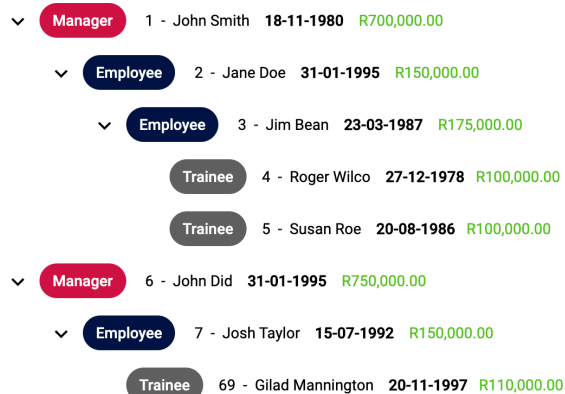 Manager 1 - John Smith 18-11-1980 R700,000.00
Employee 2 - Jane Doe 31-01-1995 R150,000.00
Employee 3 - Jim Bean 23-03-1987 R175,000.00
Trainee 4 - Roger Wilco 27-12-1978 R100,000.00
Trainee 5 - Susan Roe 20-08-1986 R100,000.00
Manager 6 - John Did 31-01-1995 R750,000.00
Employee 7 - Josh Taylor 15-07-1992 R150,000.00
Trainee 69 - Gilad Mannington 20-11-1997 R110,000.00